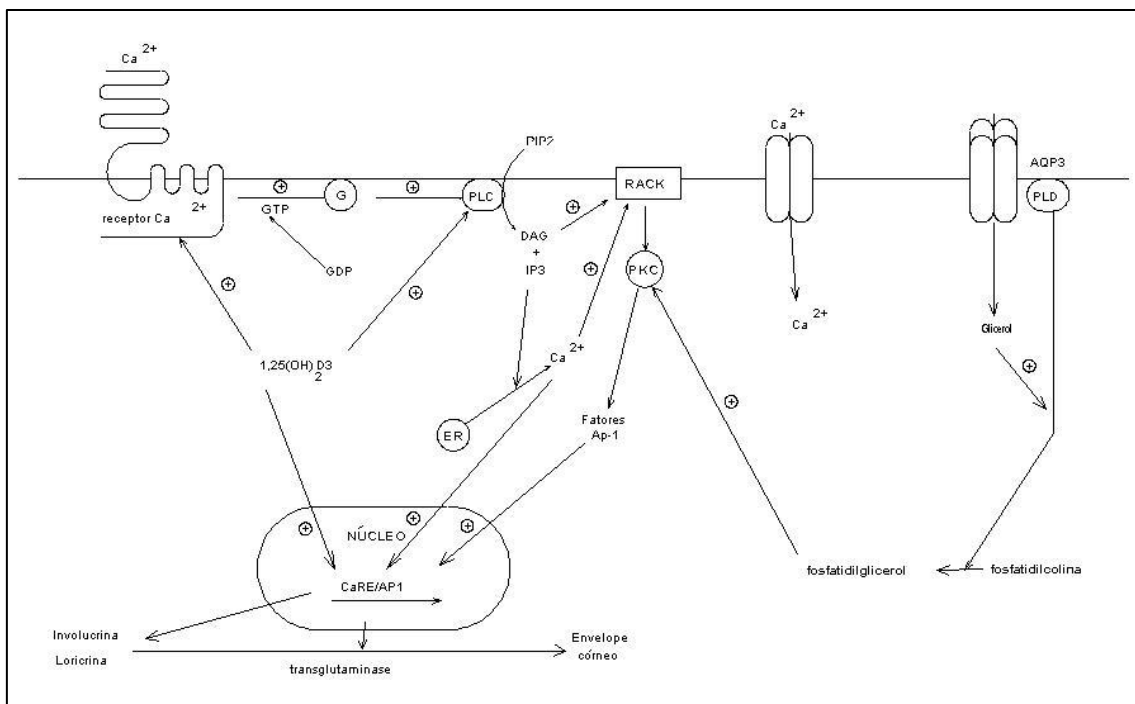 Ca 2+
receptor Ca 2+
GTP
GDP
G
PLC
PIP2
DAG
+
IP3
RACK
PKC
Ca 2+
Ca 2+
AQP3
PLD
Glicerol
1,25(OH) D3
2
Ca 2+
ER
Fatores
Ap-1
NÚCLEO
CaRE/AP1
fosfatidilglicerol
fosfatidilcolina
Involucrina
Loricrina
transglutaminase
Envelope
córneo